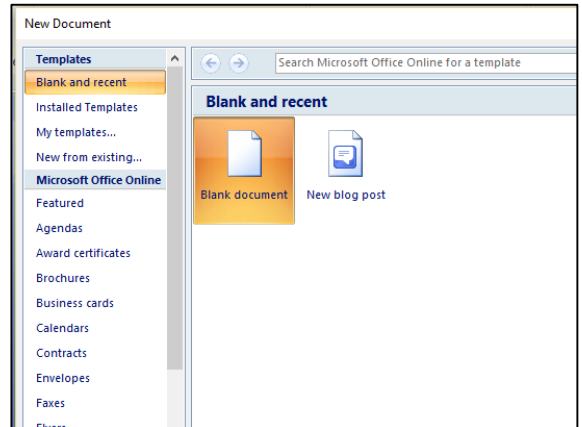 New Document
Templates
Blank and recent
Installed Templates
My templates...
New from existing...
Microsoft Office Online
Featured
Agendas
Award certificates
Brochures
Business cards
Calendars
Contracts
Envelopes
Faxes
Search Microsoft Office Online for a template
Blank and recent
Blank document
New blog post